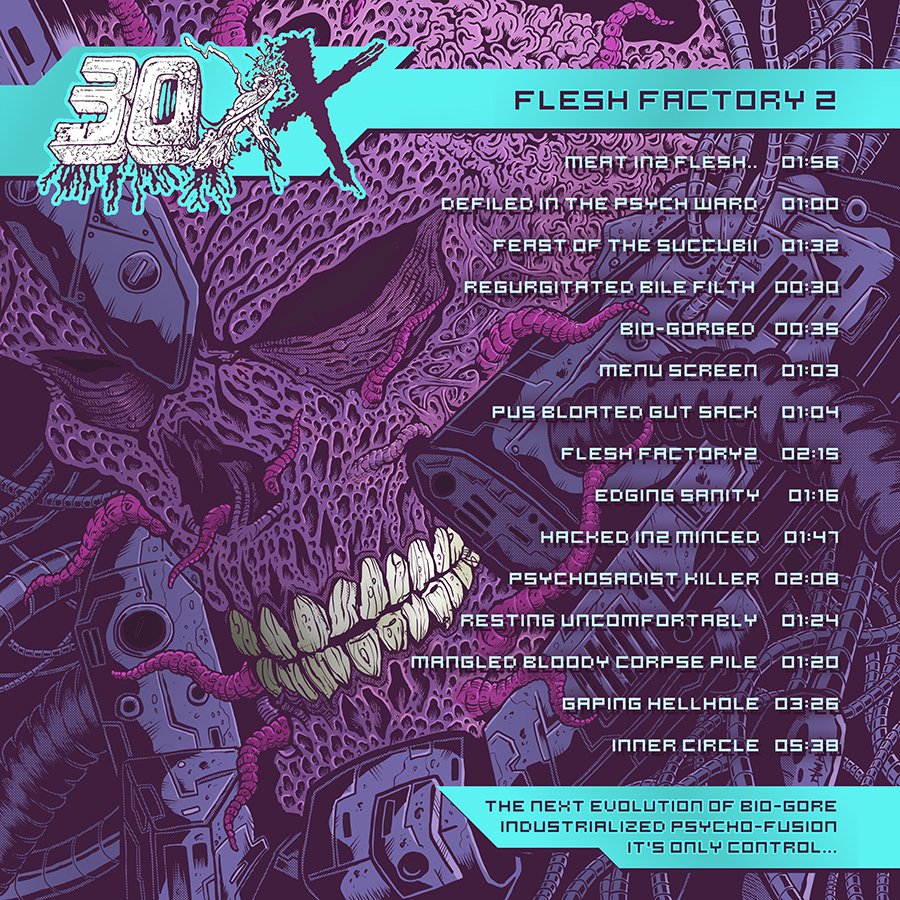 30XX
FLESH FACTORY 2
MEAT IN2 FLESH.. 01:56
DEFILED IN THE PSYCH WARD 01:00
FEAST OF THE SUCCUBII 01:32
REGURGITATED BILE FILTH 00:30
BIO-GORGED 00:35
MENU SCREEN 01:03
PUS BLOATED GUT SACK 01:04
FLESH FACTORY2 02:15
EDGING SANITY 01:16
HACKED IN2 MINCED 01:47
PSYCHOSADIST KILLER 02:08
RESTING UNCOMFORTABLY 01:24
MANGLED BLOODY CORPSE PILE 01:20
GAPING HELLHOLE 03:26
INNER CIRCLE 05:38
THE NEXT EVOLUTION OF BIO-GORE
INDUSTRIALIZED PSYCHO-FUSION
IT'S ONLY CONTROL...